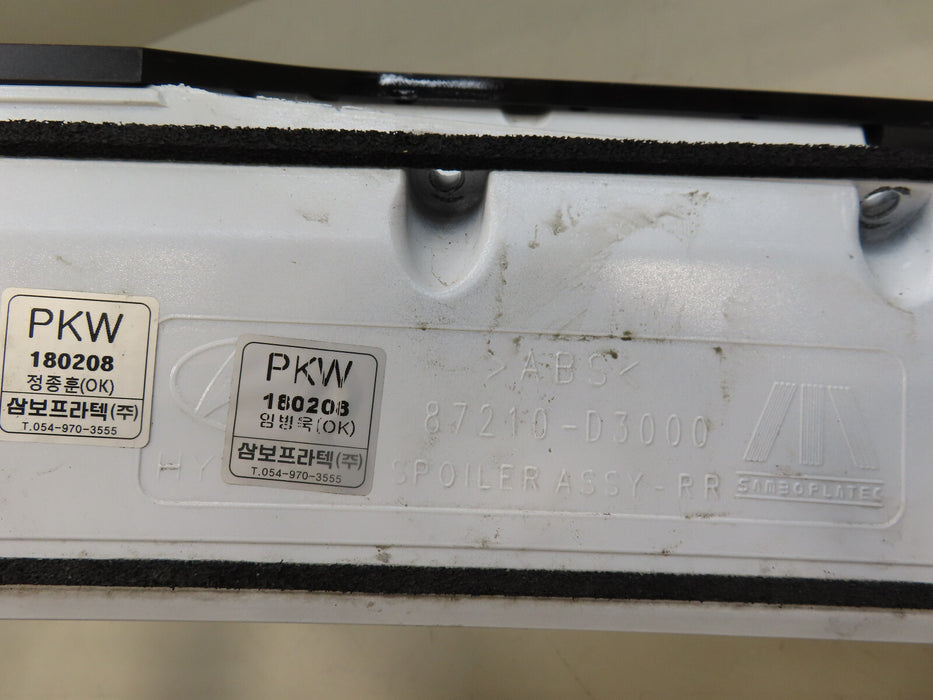 PKW
180208
정종훈(OK)
삼보프라텍(주)
T.054-970-3555
PKW
180208
임병욱(OK)
삼보프라텍(주)
T.054-970-3555
>ABS<
87210-D3000
HY
SPOILER ASSY-RR
SAMBOPLATEC